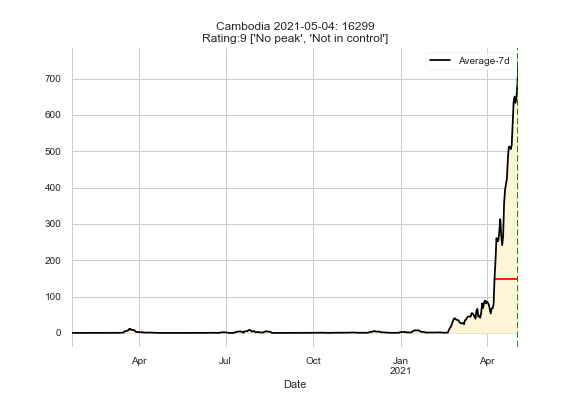 Cambodia 2021-05-04: 16299
Rating:9 ['No peak', 'Not in control']
Average-7d
700
600
500
400
300
200
100
0
Apr
Jul
Oct
Jan
2021
Apr
Date